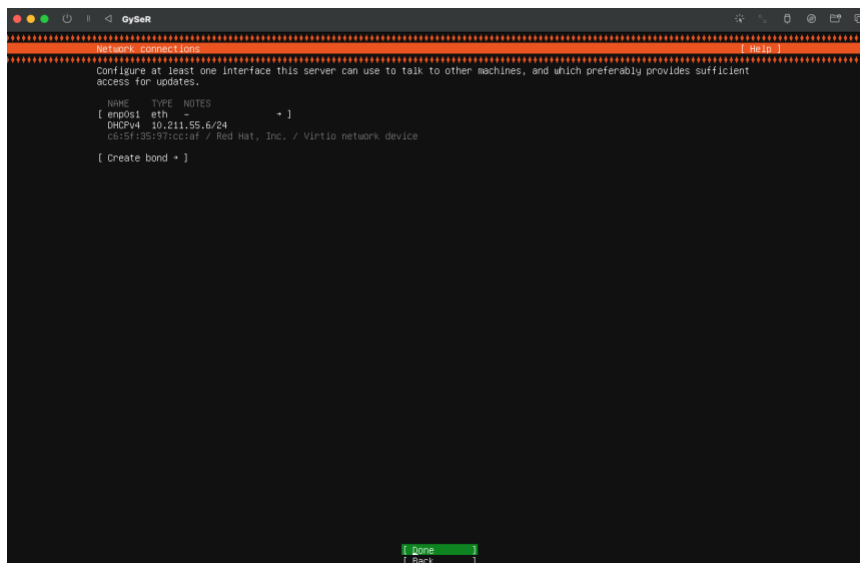 GySeR
Network connections [ Help ]
Configure at least one interface this server can use to talk to other machines, and which preferably provides sufficient
access for updates.
NAME TYPE NOTES
[ enp0s1 eth - → ]
DHCPv4 10.211.55.6/24
c6:5f:35:97:cc:af / Red Hat, Inc. / Virtio network device
[ Create bond → ]
[ Done ]
[ Back ]